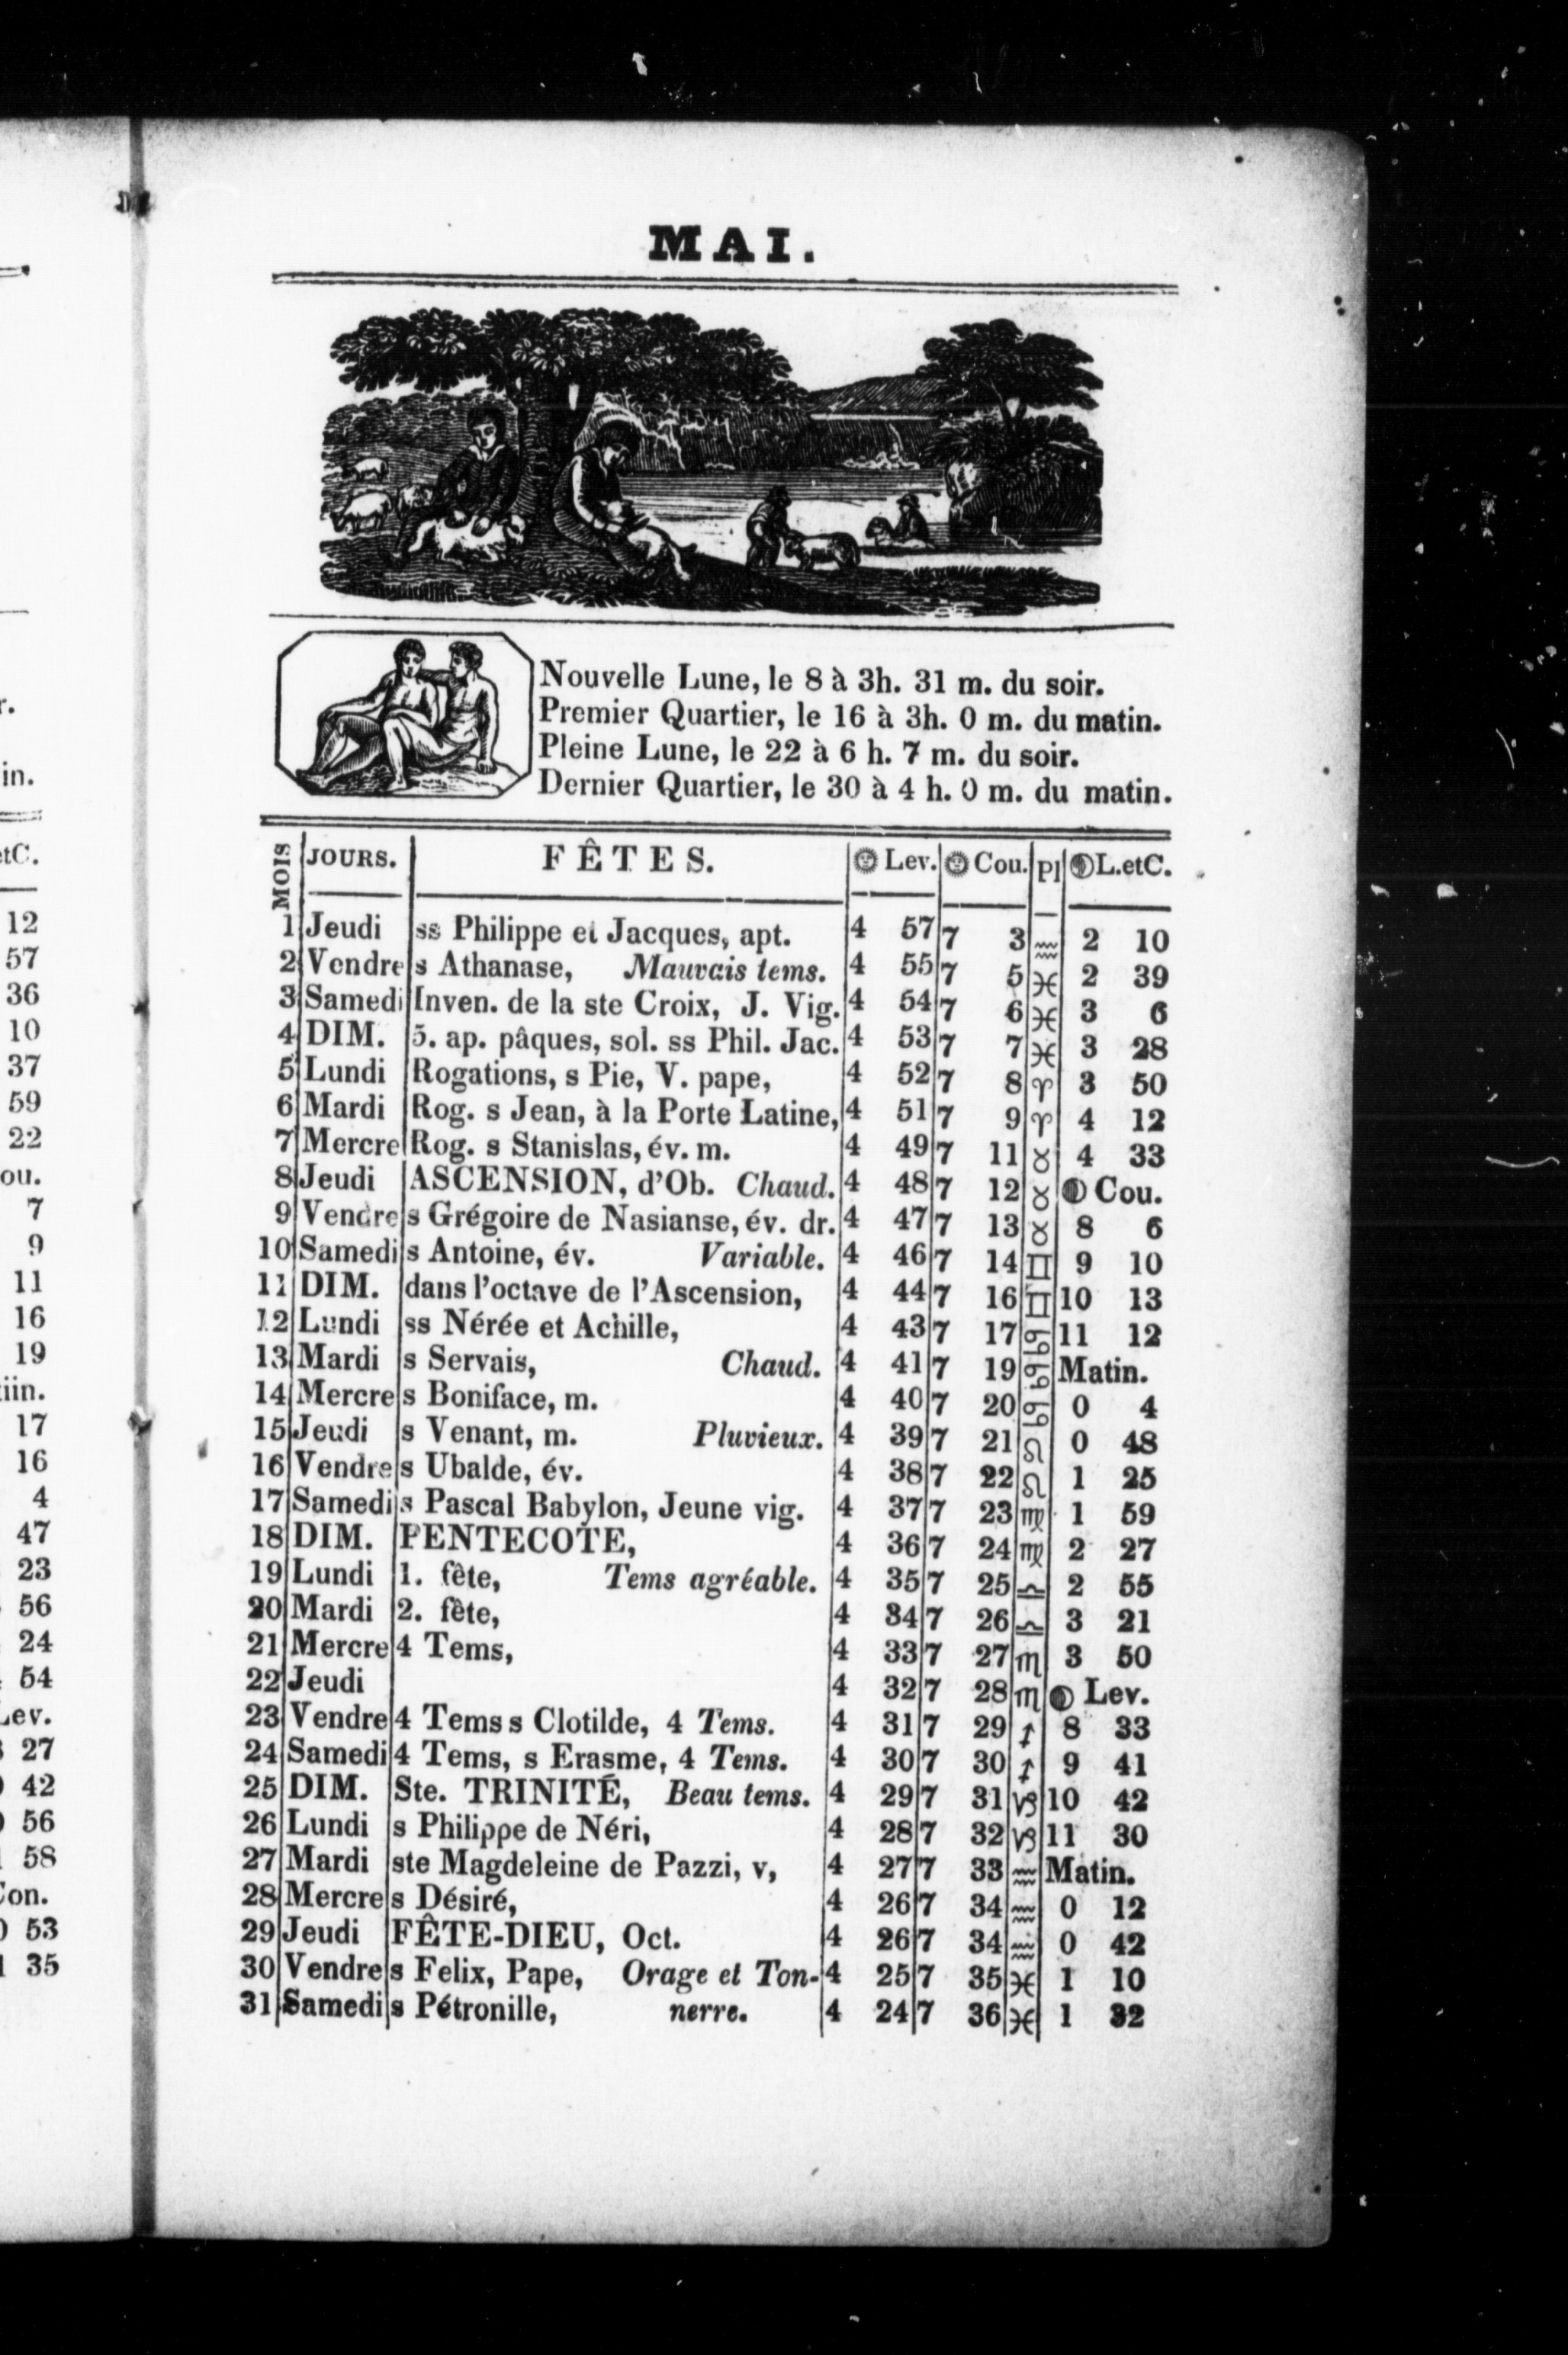 MAI.
Nouvelle Lune, le 8 à 3h. 31 m. du soir.
Premier Quartier, le 16 à 3h. 0 m. du matin.
Pleine Lune, le 22 à 6 h. 7 m. du soir.
Dernier Quartier, le 30 à 4 h. 0 m. du matin.
MOIS JOURS. FÊTES. Lev. Cou. Pl L.etC.
1 Jeudi ss Philippe et Jacques, apt. 4 57 7 3 ♒ 2 10
2 Vendre s Athanase, Mauvais tems. 4 55 7 5 ♓ 2 39
3 Samedi Inven. de la ste Croix, J. Vig. 4 54 7 6 ♓ 3 6
4 DIM. 5. ap. pâques, sol. ss Phil. Jac. 4 53 7 7 ♓ 3 28
5 Lundi Rogations, s Pie, V. pape, 4 52 7 8 ♈ 3 50
6 Mardi Rog. s Jean, à la Porte Latine, 4 51 7 9 ♈ 4 12
7 Mercre Rog. s Stanislas, év. m. 4 49 7 11 ♉ 4 33
8 Jeudi ASCENSION, d'Ob. Chaud. 4 48 7 12 ♉ Cou.
9 Vendre s Grégoire de Nasianse, év. dr. 4 47 7 13 ♉ 8 6
10 Samedi s Antoine, év. Variable. 4 46 7 14 ♊ 9 10
11 DIM. dans l'octave de l'Ascension, 4 44 7 16 ♊ 10 13
12 Lundi ss Nérée et Achille, 4 43 7 17 ♋ 11 12
13 Mardi s Servais, Chaud. 4 41 7 19 ♋ Matin.
14 Mercre s Boniface, m. 4 40 7 20 ♋ 0 4
15 Jeudi s Venant, m. Pluvieux. 4 39 7 21 ♌ 0 48
16 Vendre s Ubalde, év. 4 38 7 22 ♌ 1 25
17 Samedi s Pascal Babylon, Jeune vig. 4 37 7 23 ♍ 1 59
18 DIM. PENTECOTE, 4 36 7 24 ♍ 2 27
19 Lundi 1. fête, Tems agréable. 4 35 7 25 ♎ 2 55
20 Mardi 2. fête, 4 34 7 26 ♎ 3 21
21 Mercre 4 Tems, 4 33 7 27 ♏ 3 50
22 Jeudi 4 32 7 28 ♏ Lev.
23 Vendre 4 Tems s Clotilde, 4 Tems. 4 31 7 29 ♐ 8 33
24 Samedi 4 Tems, s Erasme, 4 Tems. 4 30 7 30 ♐ 9 41
25 DIM. Ste. TRINITÉ, Beau tems. 4 29 7 31 ♑ 10 42
26 Lundi s Philippe de Néri, 4 28 7 32 ♑ 11 30
27 Mardi ste Magdeleine de Pazzi, v, 4 27 7 33 ♒ Matin.
28 Mercre s Désiré, 4 26 7 34 ♒ 0 12
29 Jeudi FÊTE-DIEU, Oct. 4 26 7 34 ♒ 0 42
30 Vendre s Felix, Pape, Orage et Ton- 4 25 7 35 ♓ 1 10
31 Samedi s Pétronille, nerre. 4 24 7 36 ♓ 1 32